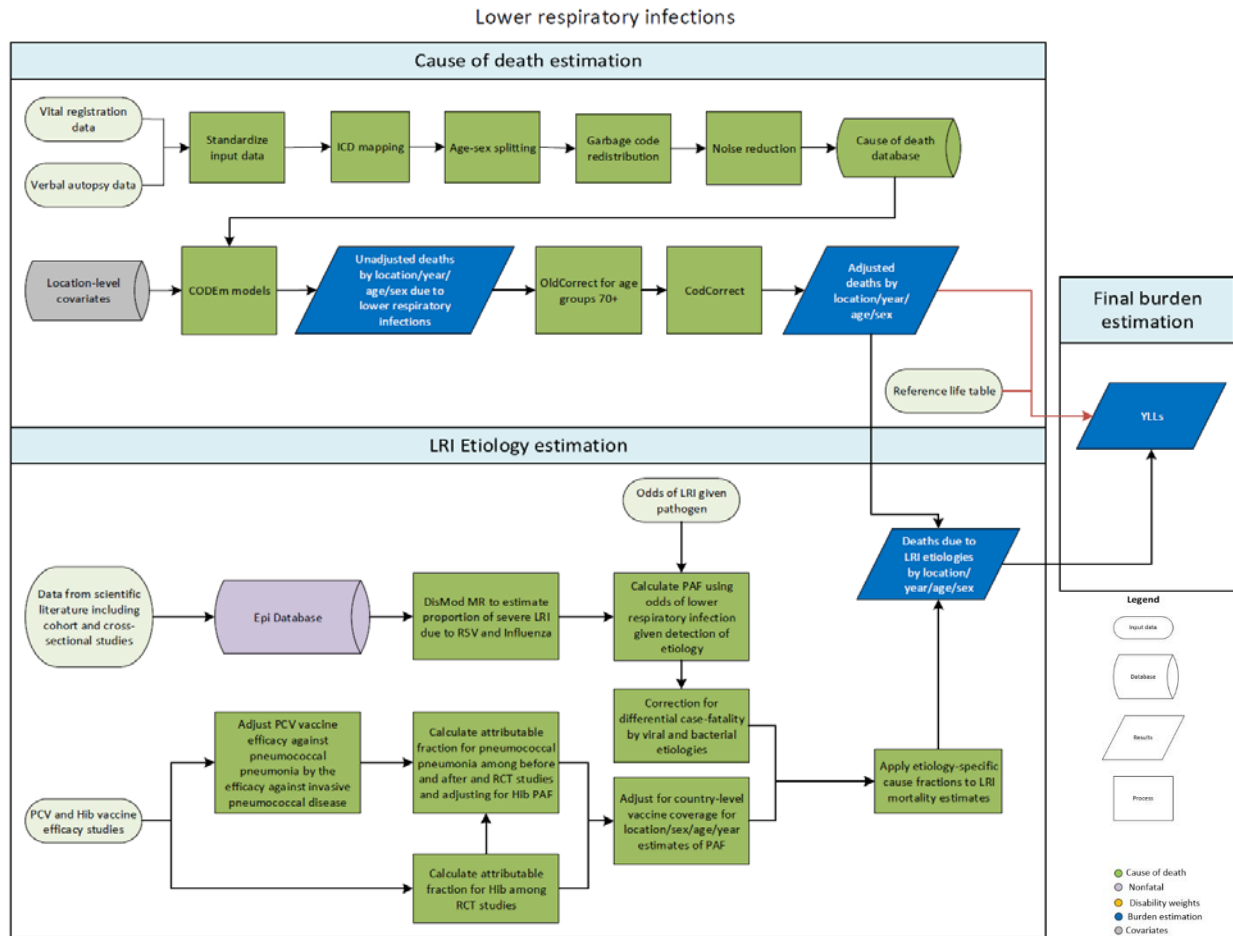 Lower respiratory infections
Cause of death estimation
Vital registration
data
Verbal autopsy data
Standardize
input data
ICD mapping
Age-sex splitting
Garbage code
redistribution
Noise reduction
Cause of death
database
Location-level
covariates
CODEm models
Unadjusted deaths
by location/year/
age/sex due to
lower respiratory
infections
OldCorrect for age
groups 70+
CodCorrect
Adjusted
deaths by
location/year/
age/sex
Reference life table
Final burden
estimation
YLLs
LRI Etiology estimation
Odds of LRI given
pathogen
Data from scientific
literature including
cohort and cross-
sectional studies
Epi Database
DisMod MR to estimate
proportion of severe LRI
due to RSV and Influenza
Calculate PAF using
odds of lower
respiratory infection
given detection of
etiology
Deaths due to
LRI etiologies by
location/
year/age/sex
Correction for
differential case-fatality
by viral and bacterial
etiologies
Adjust PCV vaccine
efficacy against
pneumococcal
pneumonia by the
efficacy against invasive
pneumococcal disease
Calculate attributable
fraction for pneumococcal
pneumonia among before
and after and RCT studies
and adjusting for Hib PAF
PCV and Hib vaccine
efficacy studies
Calculate attributable
fraction for Hib among
RCT studies
Adjust for country-level
vaccine coverage for
location/sex/age/year
estimates of PAF
Apply etiology-specific
cause fractions to LRI
mortality estimates
Legend
Input data
Database
Results
Process
Cause of death
Nonfatal
Disability weights
Burden estimation
Covariates